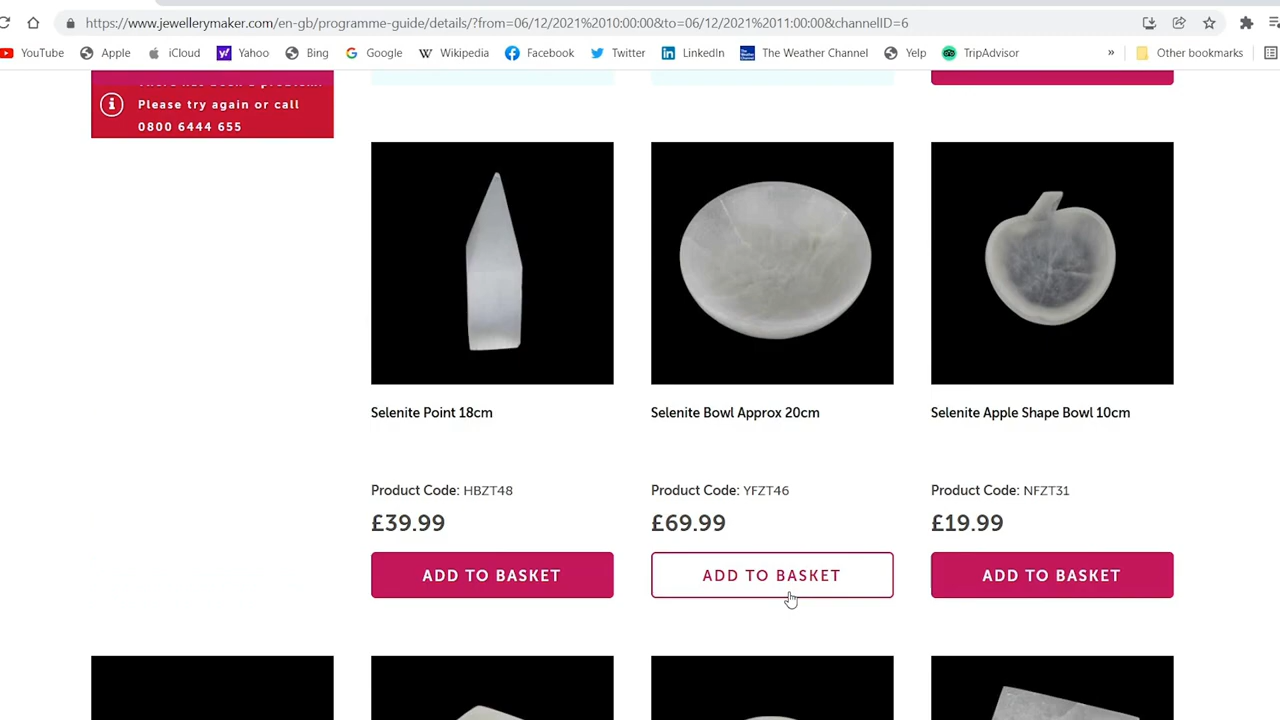 https://www.jewellerymaker.com/en-gb/programme-guide/details/?from=06/12/2021%2010:00:00&to=06/12/2021%2011:00:00&channelID=6
YouTube Apple iCloud Yahoo Bing Google Wikipedia Facebook Twitter LinkedIn The Weather Channel Yelp TripAdvisor » Other bookmarks
Please try again or call
0800 6444 655
Selenite Point 18cm
Product Code: HBZT48
£39.99
ADD TO BASKET
Selenite Bowl Approx 20cm
Product Code: YFZT46
£69.99
ADD TO BASKET
Selenite Apple Shape Bowl 10cm
Product Code: NFZT31
£19.99
ADD TO BASKET